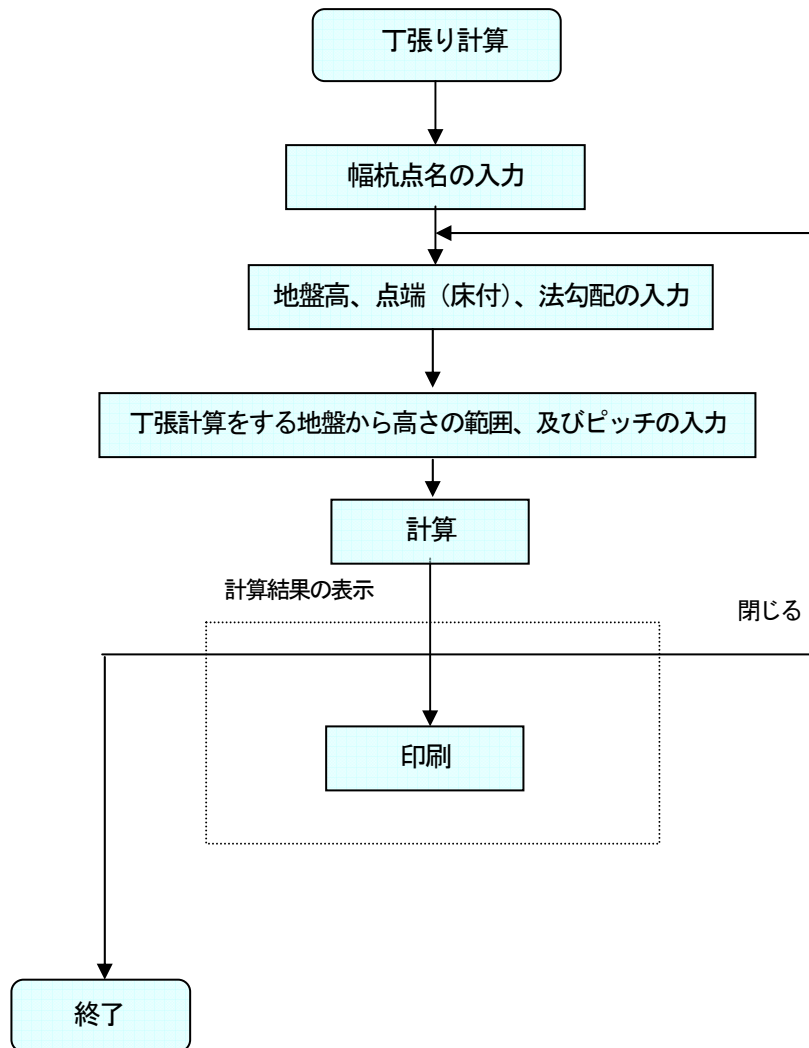 丁張り計算
幅杭点名の入力
地盤高、点端（床付）、法勾配の入力
丁張計算をする地盤から高さの範囲、及びピッチの入力
計算
計算結果の表示
閉じる
印刷
終了